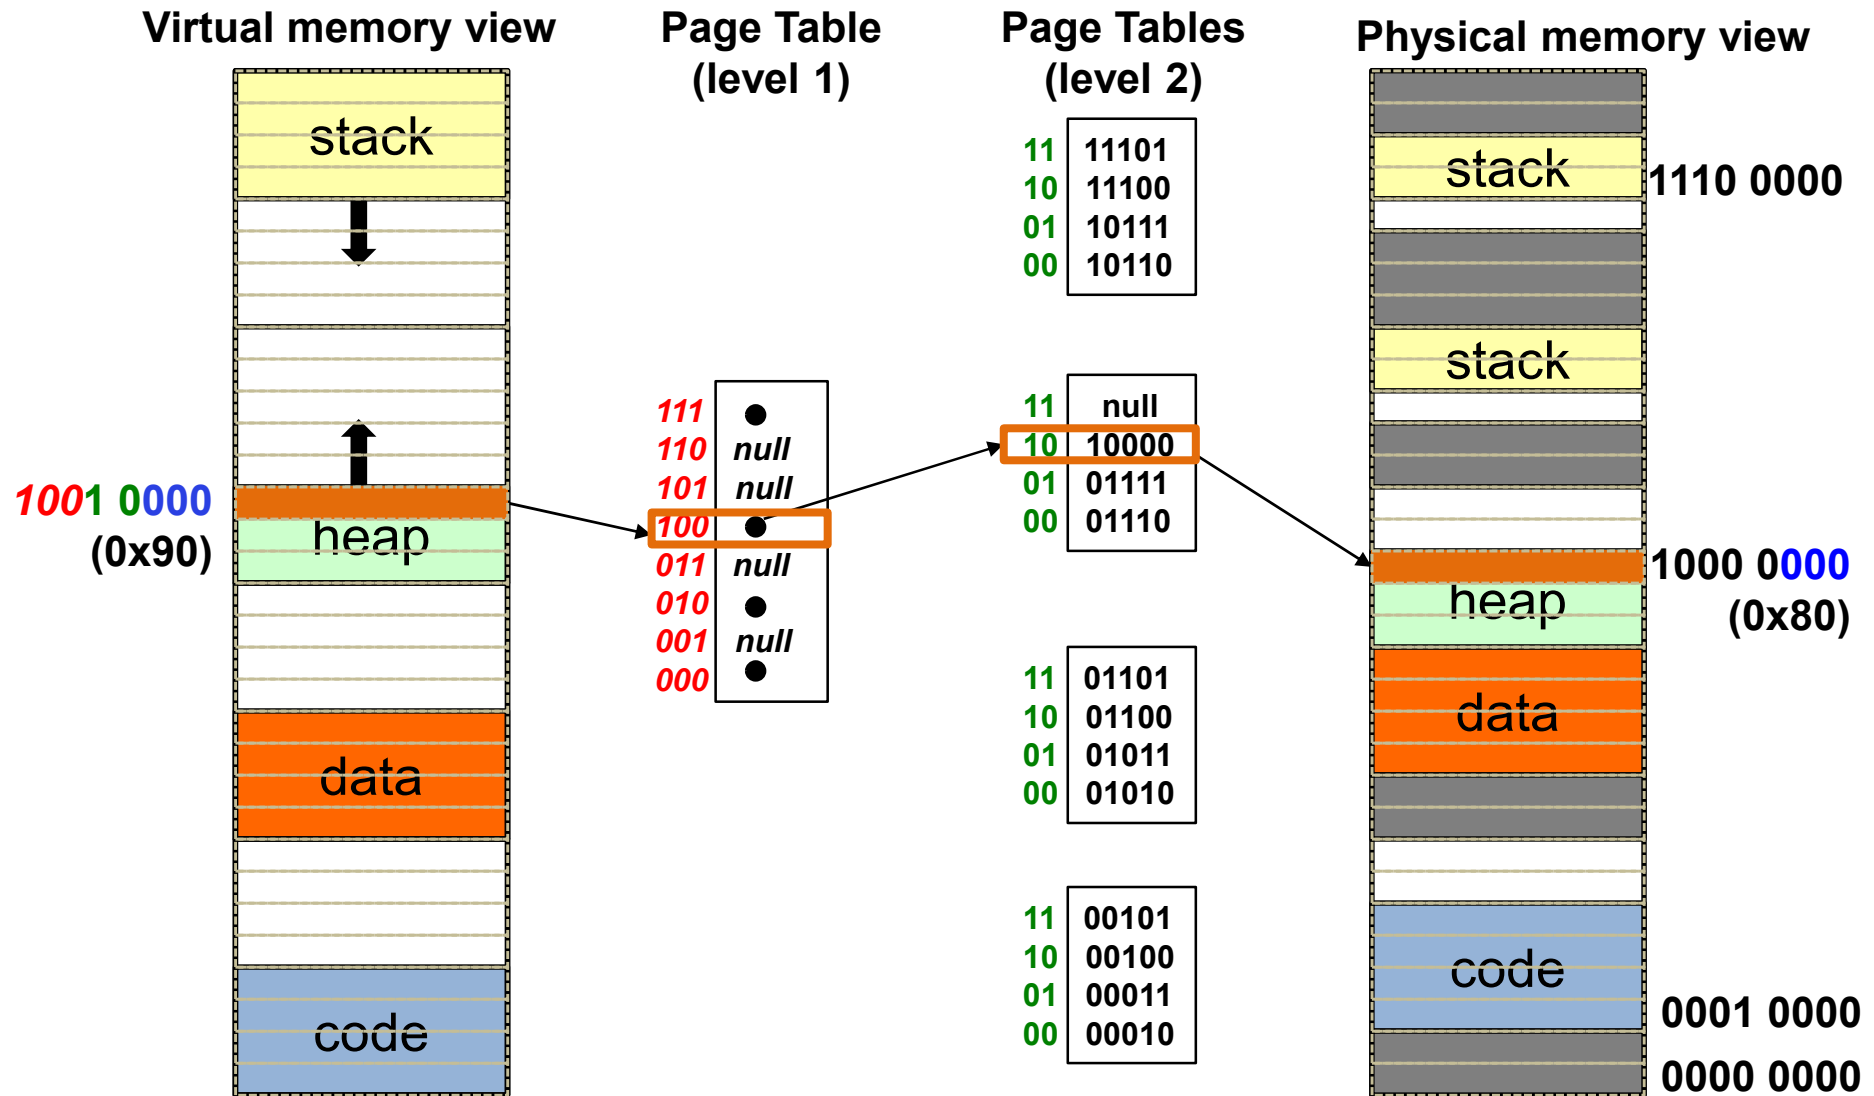 Virtual memory view
stack
1001 0000
(0x90)
heap
data
code
Page Table
(level 1)
111
110 null
101 null
100
011 null
010
001 null
000
Page Tables
(level 2)
11 11101
10 11100
01 10111
00 10110
11 null
10 10000
01 01111
00 01110
11 01101
10 01100
01 01011
00 01010
11 00101
10 00100
01 00011
00 00010
Physical memory view
stack
1110 0000
stack
1000 0000
(0x80)
heap
data
code
0001 0000
0000 0000